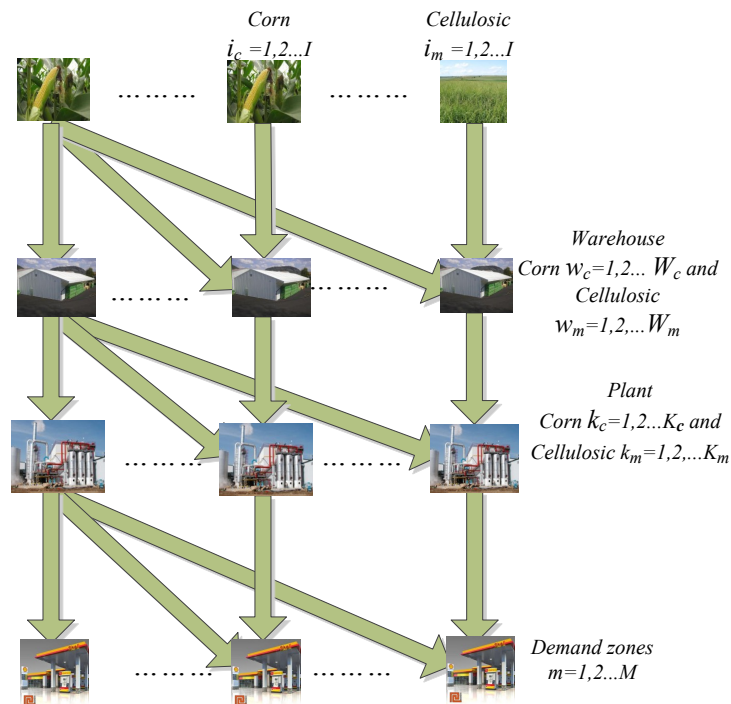 Corn
i_c =1,2...I
Cellulosic
i_m =1,2...I
... ... ...
... ... ...
Warehouse
Corn w_c=1,2... W_c and
Cellulosic
w_m=1,2,...W_m
... ... ...
... ... ...
Plant
Corn k_c=1,2...K_c and
Cellulosic k_m=1,2,...K_m
... ... ...
... ... ...
Demand zones
m=1,2...M
... ... ...
... ... ...